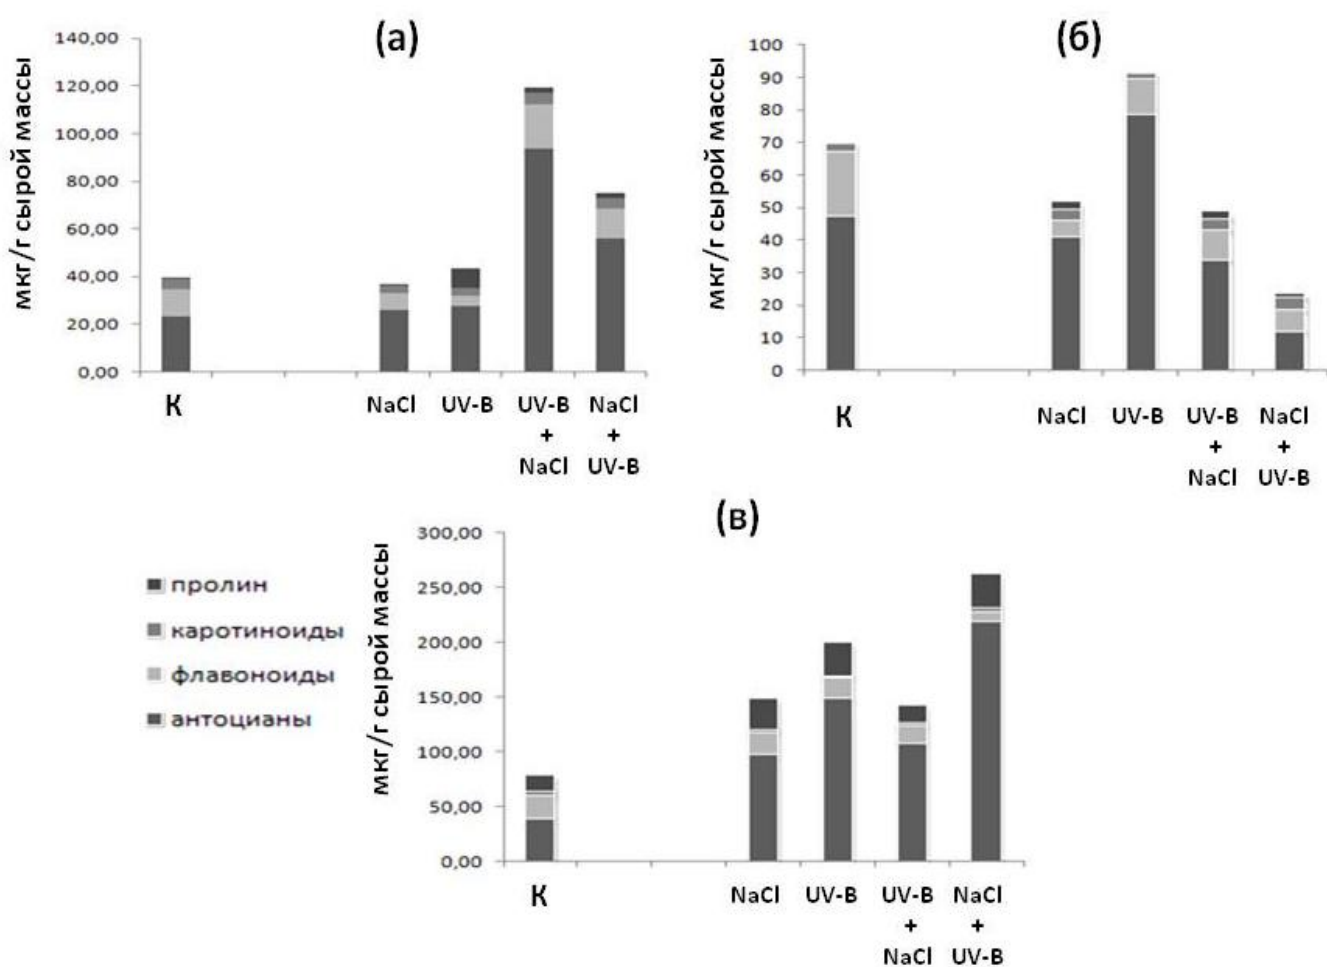 (а)
мкг/г сырой массы
140,00
120,00
100,00
80,00
60,00
40,00
20,00
0,00
К
NaCl
UV-B
UV-B
+
NaCl
NaCl
+
UV-B
(б)
мкг/г сырой массы
100
90
80
70
60
50
40
30
20
10
0
К
NaCl
UV-B
UV-B
+
NaCl
NaCl
+
UV-B
(в)
пролин
каротиноиды
флавоноиды
антоцианы
мкг/г сырой массы
300,00
250,00
200,00
150,00
100,00
50,00
0,00
К
NaCl
UV-B
UV-B
+
NaCl
NaCl
+
UV-B